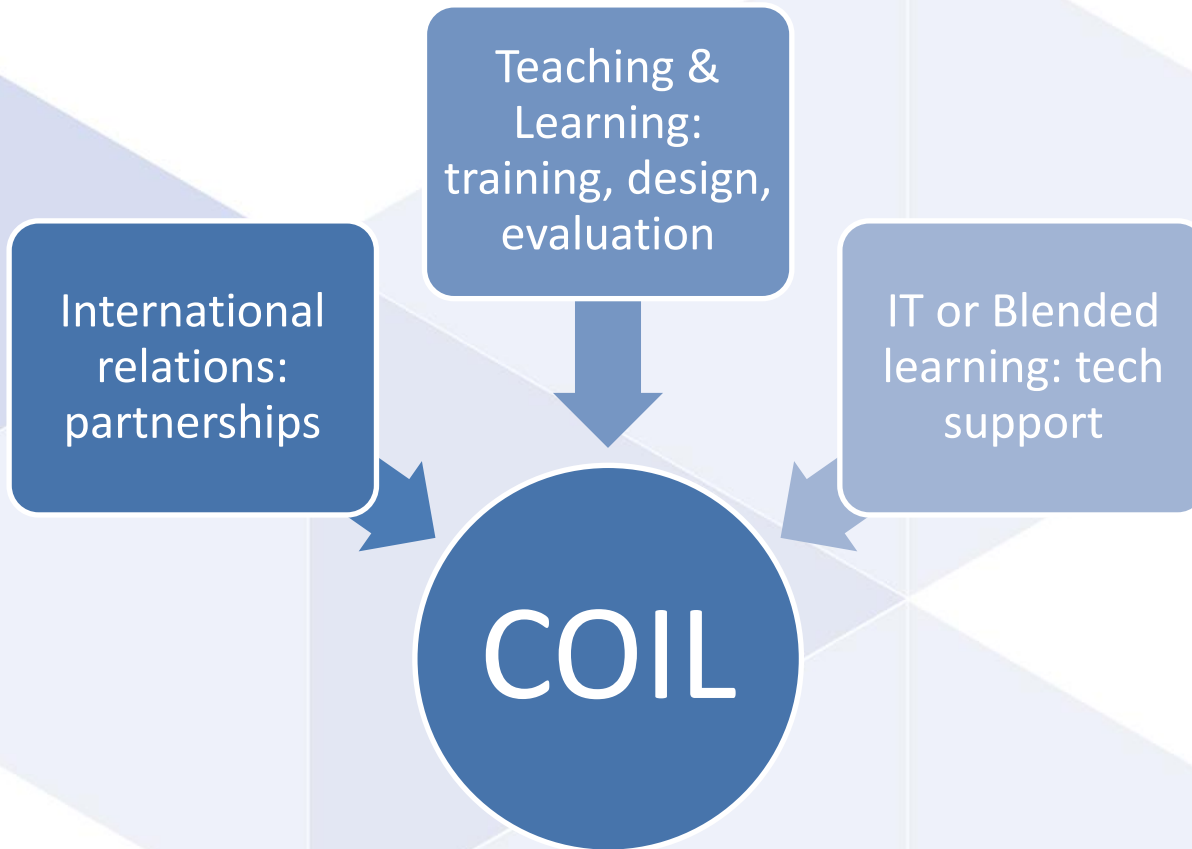 Teaching &
Learning:
training, design,
evaluation
International
relations:
partnerships
IT or Blended
learning: tech
support
COIL